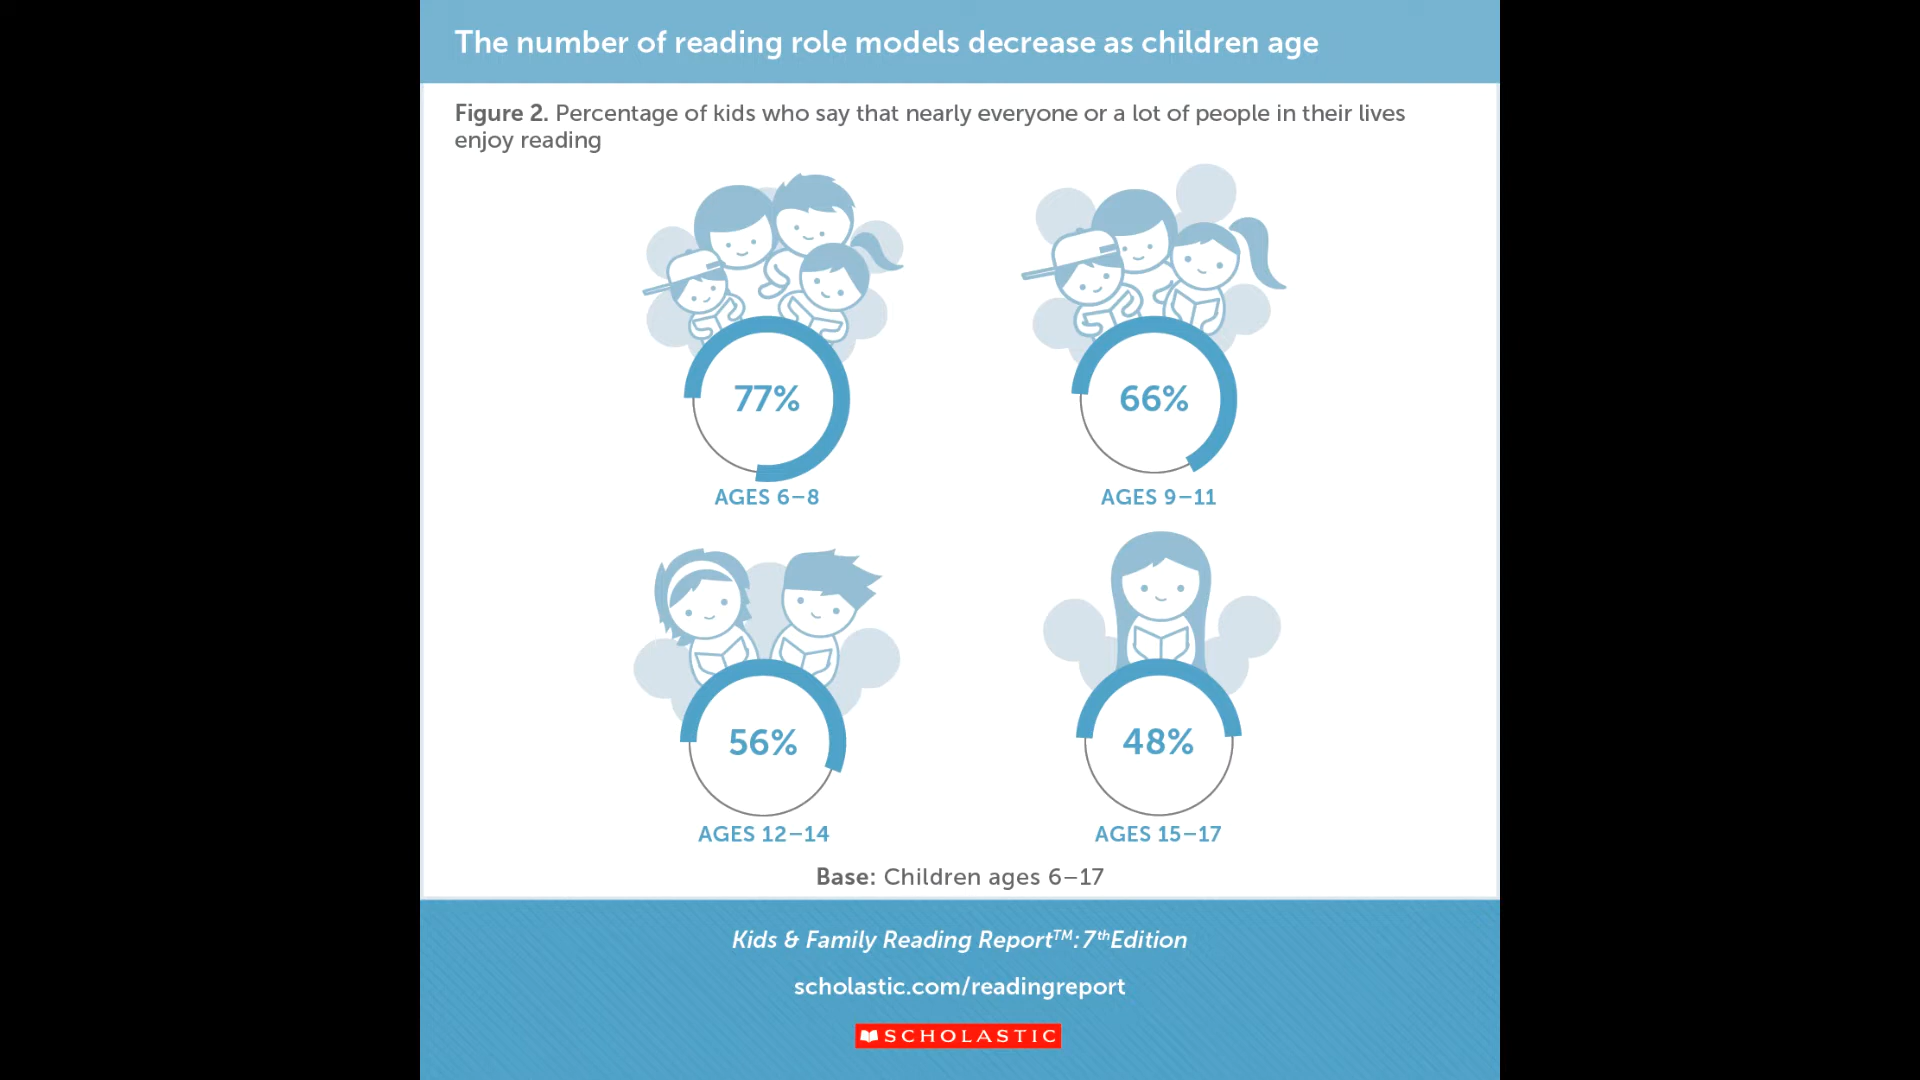 The number of reading role models decrease as children age
Figure 2. Percentage of kids who say that nearly everyone or a lot of people in their lives
enjoy reading
77%
66%
AGES 6–8
AGES 9–11
56%
48%
AGES 12–14
AGES 15–17
Base: Children ages 6–17
Kids & Family Reading Report™: 7th Edition
scholastic.com/readingreport
SCHOLASTIC